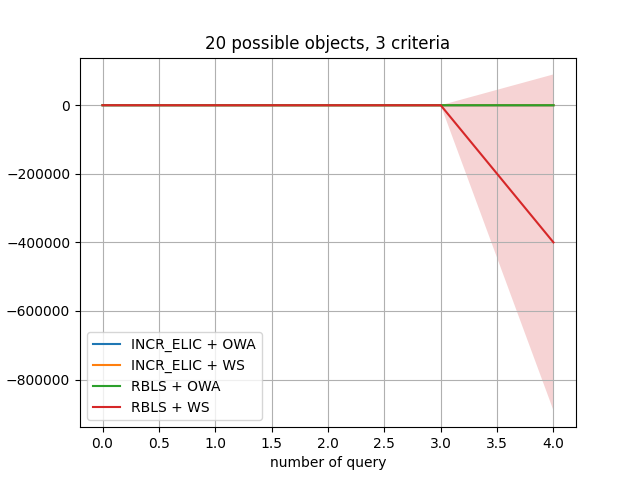 20 possible objects, 3 criteria
0
−200000
−400000
−600000
−800000
INCR_ELIC + OWA
INCR_ELIC + WS
RBLS + OWA
RBLS + WS
0.0 0.5 1.0 1.5 2.0 2.5 3.0 3.5 4.0
number of query